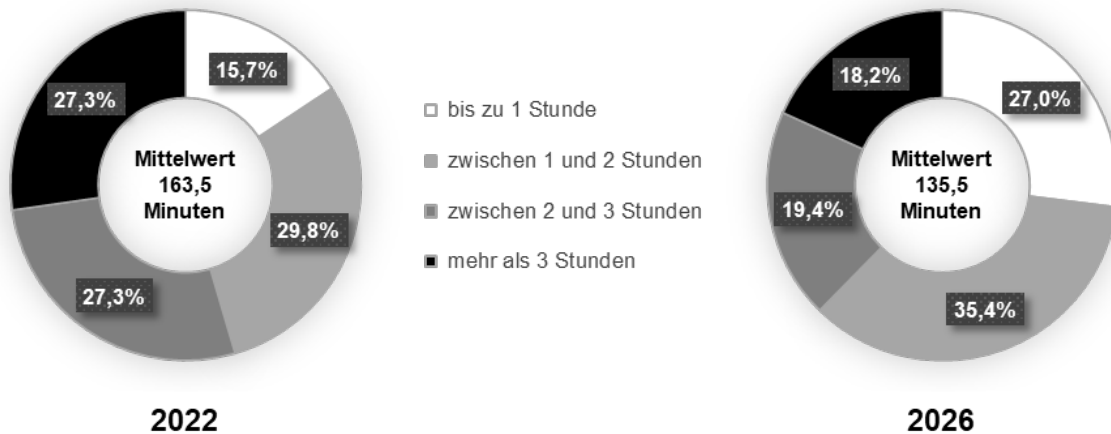 15,7%
27,3%
Mittelwert
163,5
Minuten
29,8%
27,3%
2022
bis zu 1 Stunde
zwischen 1 und 2 Stunden
zwischen 2 und 3 Stunden
mehr als 3 Stunden
18,2%
27,0%
Mittelwert
135,5
Minuten
19,4%
35,4%
2026